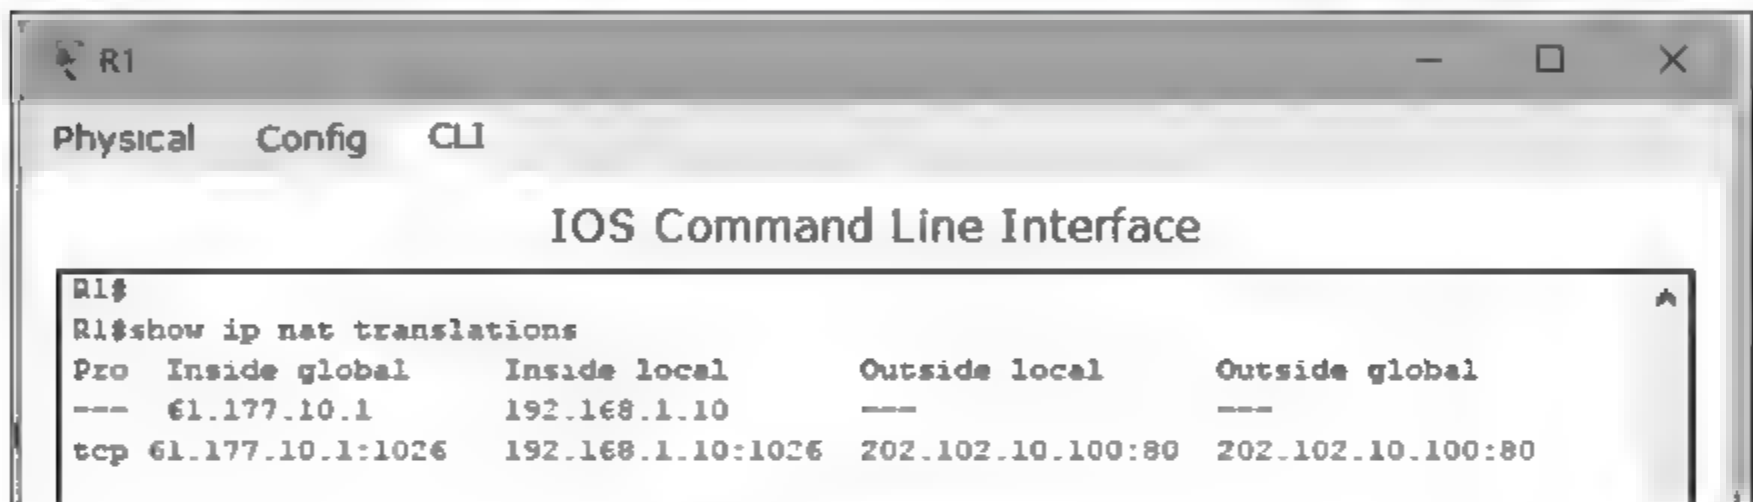 R1
Physical Config CLI
IOS Command Line Interface
R1#
R1#show ip nat translations
Pro Inside global Inside local Outside local Outside global
--- 61.177.10.1 192.168.1.10 --- ---
tcp 61.177.10.1:1026 192.168.1.10:1026 202.102.10.100:80 202.102.10.100:80